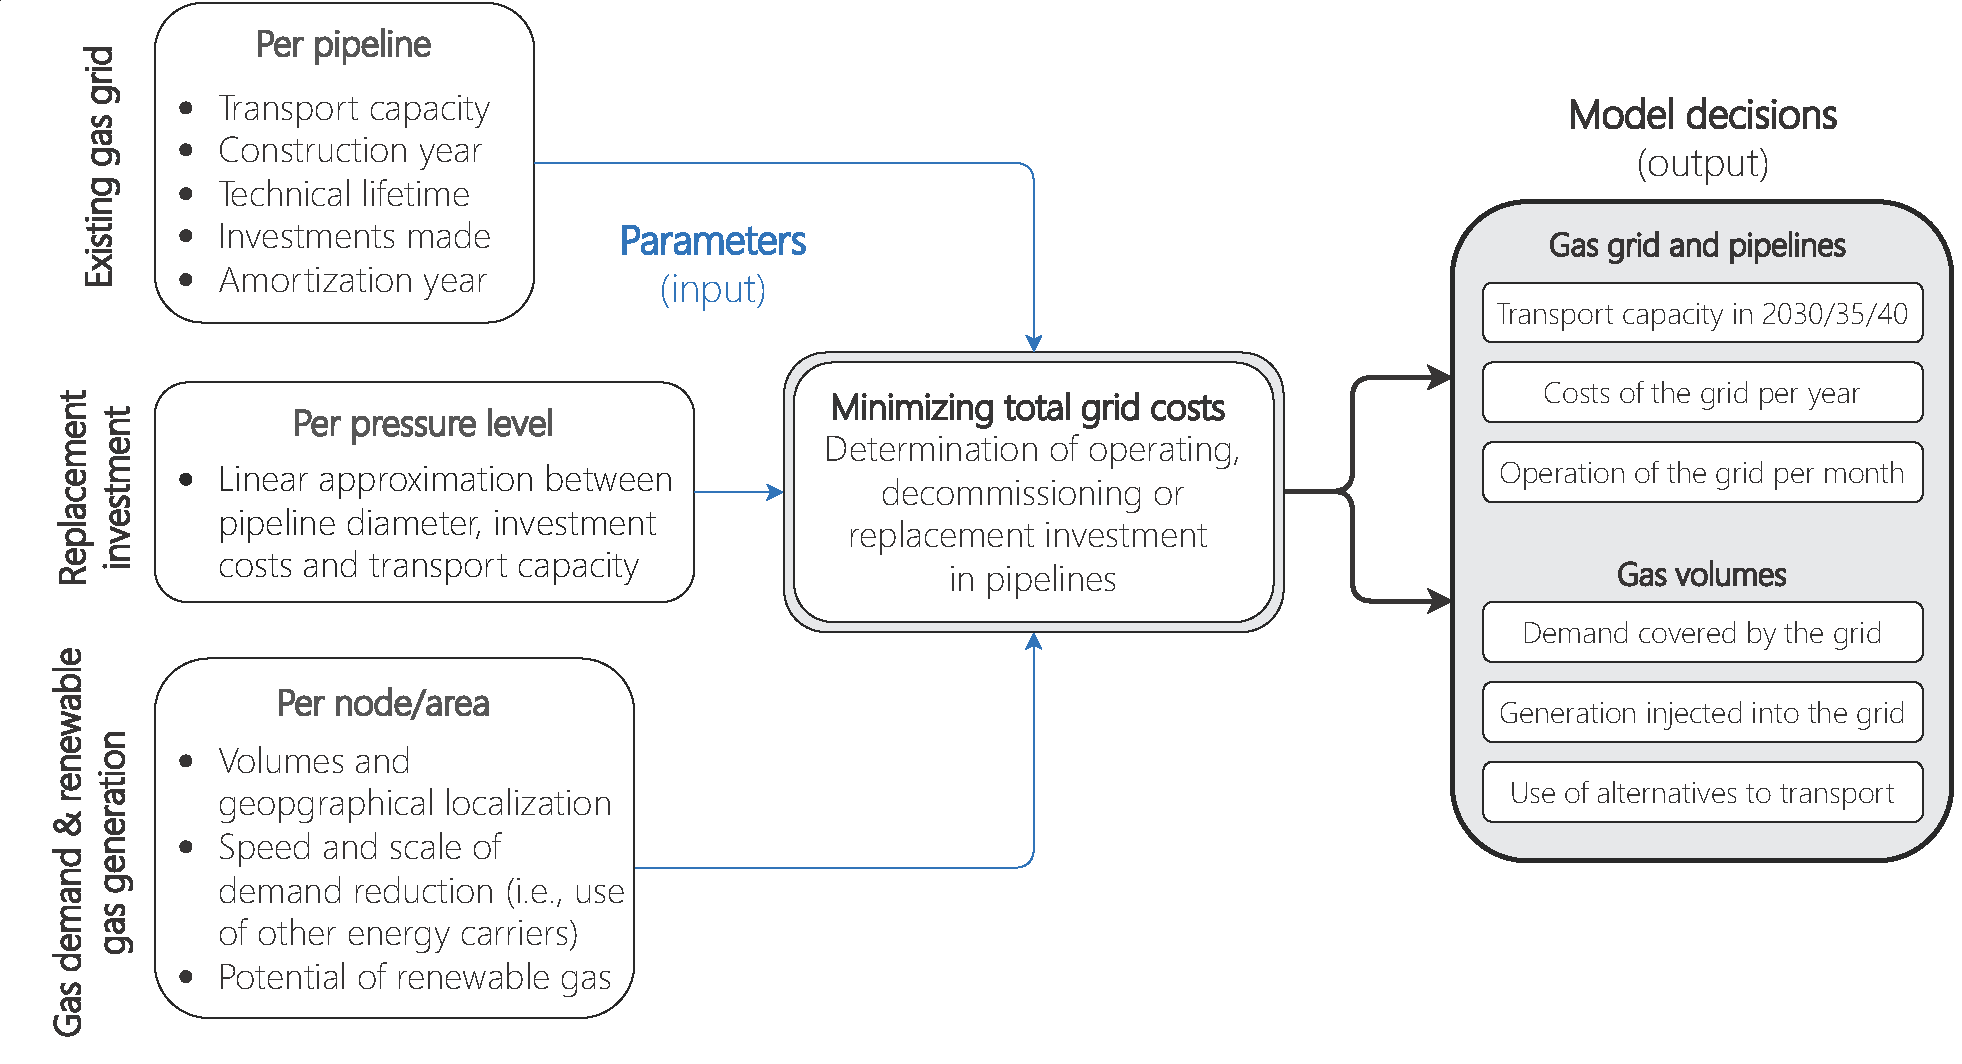 Existing gas grid
Per pipeline
• Transport capacity
• Construction year
• Technical lifetime
• Investments made
• Amortization year
Replacement
investment
Per pressure level
• Linear approximation between
pipeline diameter, investment
costs and transport capacity
Gas demand & renewable
gas generation
Per node/area
• Volumes and
geopgraphical localization
• Speed and scale of
demand reduction (i.e., use
of other energy carriers)
• Potential of renewable gas
Parameters
(input)
Minimizing total grid costs
Determination of operating,
decommissioning or
replacement investment
in pipelines
Model decisions
(output)
Gas grid and pipelines
Transport capacity in 2030/35/40
Costs of the grid per year
Operation of the grid per month
Gas volumes
Demand covered by the grid
Generation injected into the grid
Use of alternatives to transport